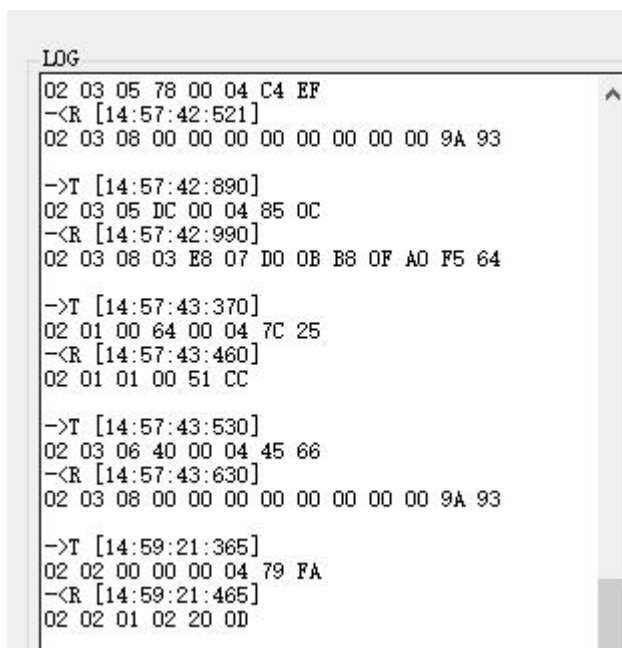 LOG
02 03 05 78 00 04 C4 EF
-<R [14:57:42:521]
02 03 08 00 00 00 00 00 00 00 00 9A 93
->T [14:57:42:890]
02 03 05 DC 00 04 85 0C
-<R [14:57:42:990]
02 03 08 03 E8 07 D0 0B B8 0F A0 F5 64
->T [14:57:43:370]
02 01 00 64 00 04 7C 25
-<R [14:57:43:460]
02 01 01 00 51 CC
->T [14:57:43:530]
02 03 06 40 00 04 45 66
-<R [14:57:43:630]
02 03 08 00 00 00 00 00 00 00 00 9A 93
->T [14:59:21:365]
02 02 00 00 00 04 79 FA
-<R [14:59:21:465]
02 02 01 02 20 0D